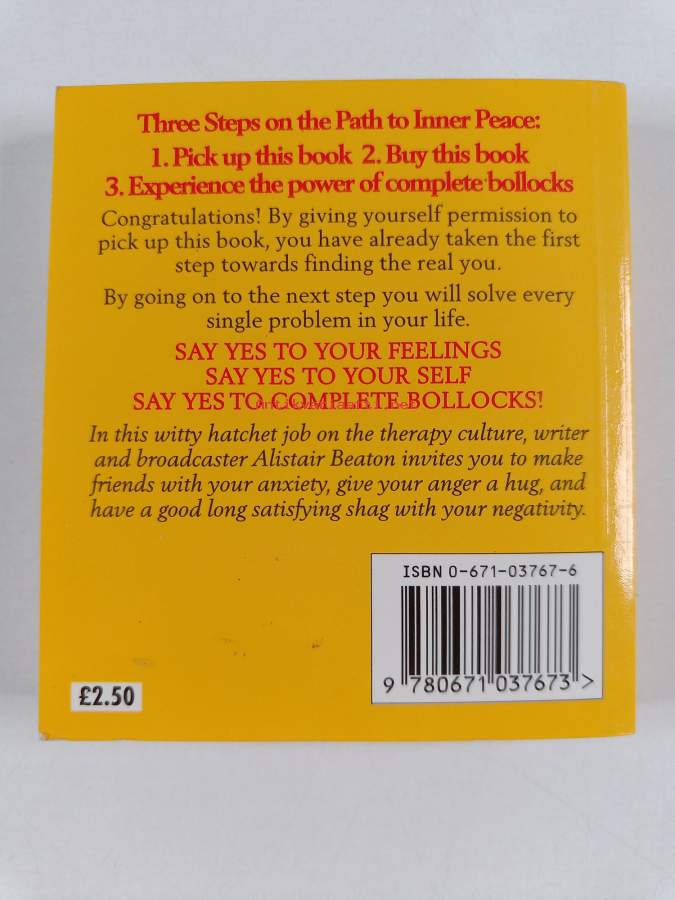 Three Steps on the Path to Inner Peace:
1. Pick up this book 2. Buy this book
3. Experience the power of complete bollocks
Congratulations! By giving yourself permission to
pick up this book, you have already taken the first
step towards finding the real you.
By going on to the next step you will solve every
single problem in your life.
SAY YES TO YOUR FEELINGS
SAY YES TO YOUR SELF
SAY YES TO COMPLETE BOLLOCKS!
In this witty hatchet job on the therapy culture, writer
and broadcaster Alistair Beaton invites you to make
friends with your anxiety, give your anger a hug, and
have a good long satisfying shag with your negativity.
ISBN 0-671-03767-6
9 780671 037673 >
£2.50